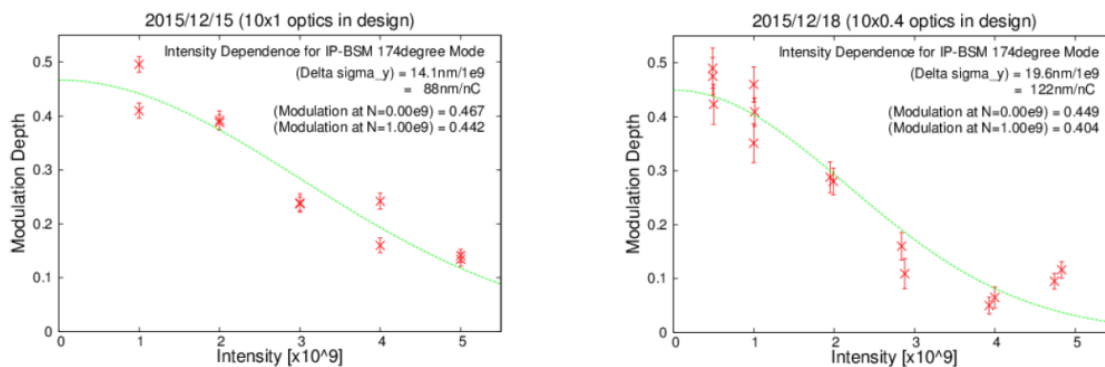 2015/12/15 (10x1 optics in design)
Intensity Dependence for IP-BSM 174degree Mode
(Delta sigma_y) = 14.1nm/1e9
= 88nm/nC
(Modulation at N=0.00e9) = 0.467
(Modulation at N=1.00e9) = 0.442
Modulation Depth
0.5
0.4
0.3
0.2
0.1
0
0 1 2 3 4 5
Intensity [x10^9]
2015/12/18 (10x0.4 optics in design)
Intensity Dependence for IP-BSM 174degree Mode
(Delta sigma_y) = 19.6nm/1e9
= 122nm/nC
(Modulation at N=0.00e9) = 0.449
(Modulation at N=1.00e9) = 0.404
Modulation Depth
0.5
0.4
0.3
0.2
0.1
0
0 1 2 3 4 5
Intensity [x10^9]